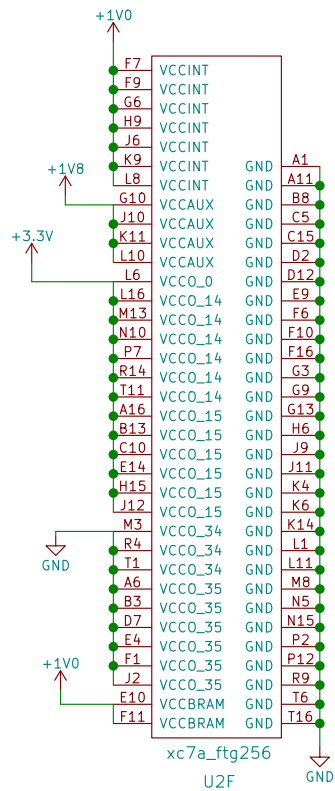 +1V0
F7 VCCINT
F9 VCCINT
G6 VCCINT
H9 VCCINT
J6 VCCINT
K9 VCCINT GND A1
L8 VCCINT GND A11
+1V8 G10 VCCAUX GND B8
J10 VCCAUX GND C5
+3.3V K11 VCCAUX GND C15
L10 VCCAUX GND D2
L6 VCCO_0 GND D12
L16 VCCO_14 GND E9
M13 VCCO_14 GND F6
N10 VCCO_14 GND F10
P7 VCCO_14 GND F16
R14 VCCO_14 GND G3
T11 VCCO_14 GND G9
A16 VCCO_15 GND G13
B13 VCCO_15 GND H6
C10 VCCO_15 GND J9
E14 VCCO_15 GND J11
H15 VCCO_15 GND K4
J12 VCCO_15 GND K6
M3 VCCO_34 GND K14
R4 VCCO_34 GND L1
GND T1 VCCO_34 GND L11
A6 VCCO_35 GND M8
B3 VCCO_35 GND N5
D7 VCCO_35 GND N15
E4 VCCO_35 GND P2
+1V0 F1 VCCO_35 GND P12
J2 VCCO_35 GND R9
E10 VCCBRAM GND T6
F11 VCCBRAM GND T16
xc7a_ftg256
GND
U2F